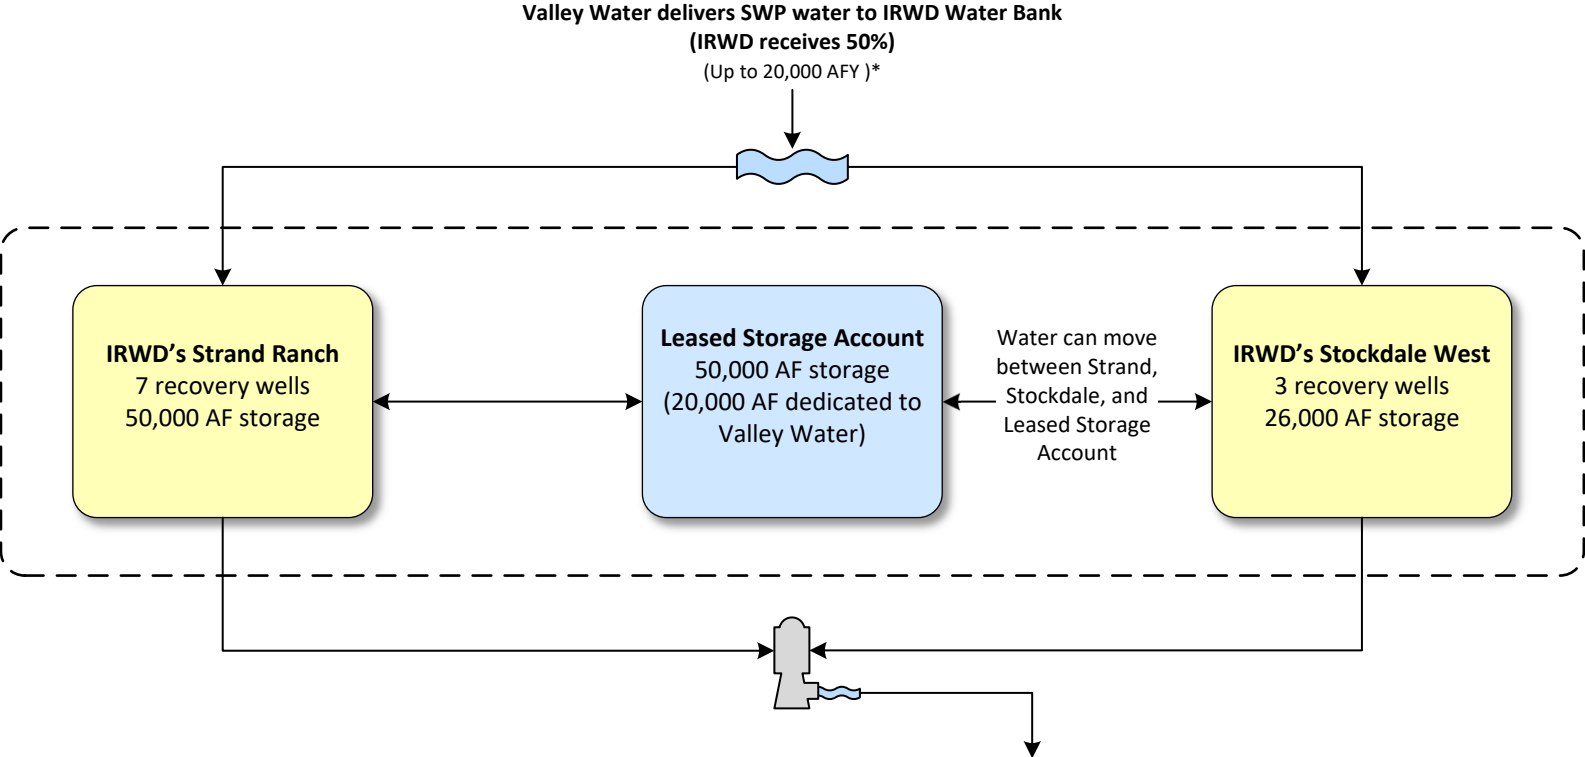 Valley Water delivers SWP water to IRWD Water Bank
(IRWD receives 50%)
(Up to 20,000 AFY )*
IRWD’s Strand Ranch
7 recovery wells
50,000 AF storage
Leased Storage Account
50,000 AF storage
(20,000 AF dedicated to
Valley Water)
Water can move
between Strand,
Stockdale, and
Leased Storage
Account
IRWD’s Stockdale West
3 recovery wells
26,000 AF storage